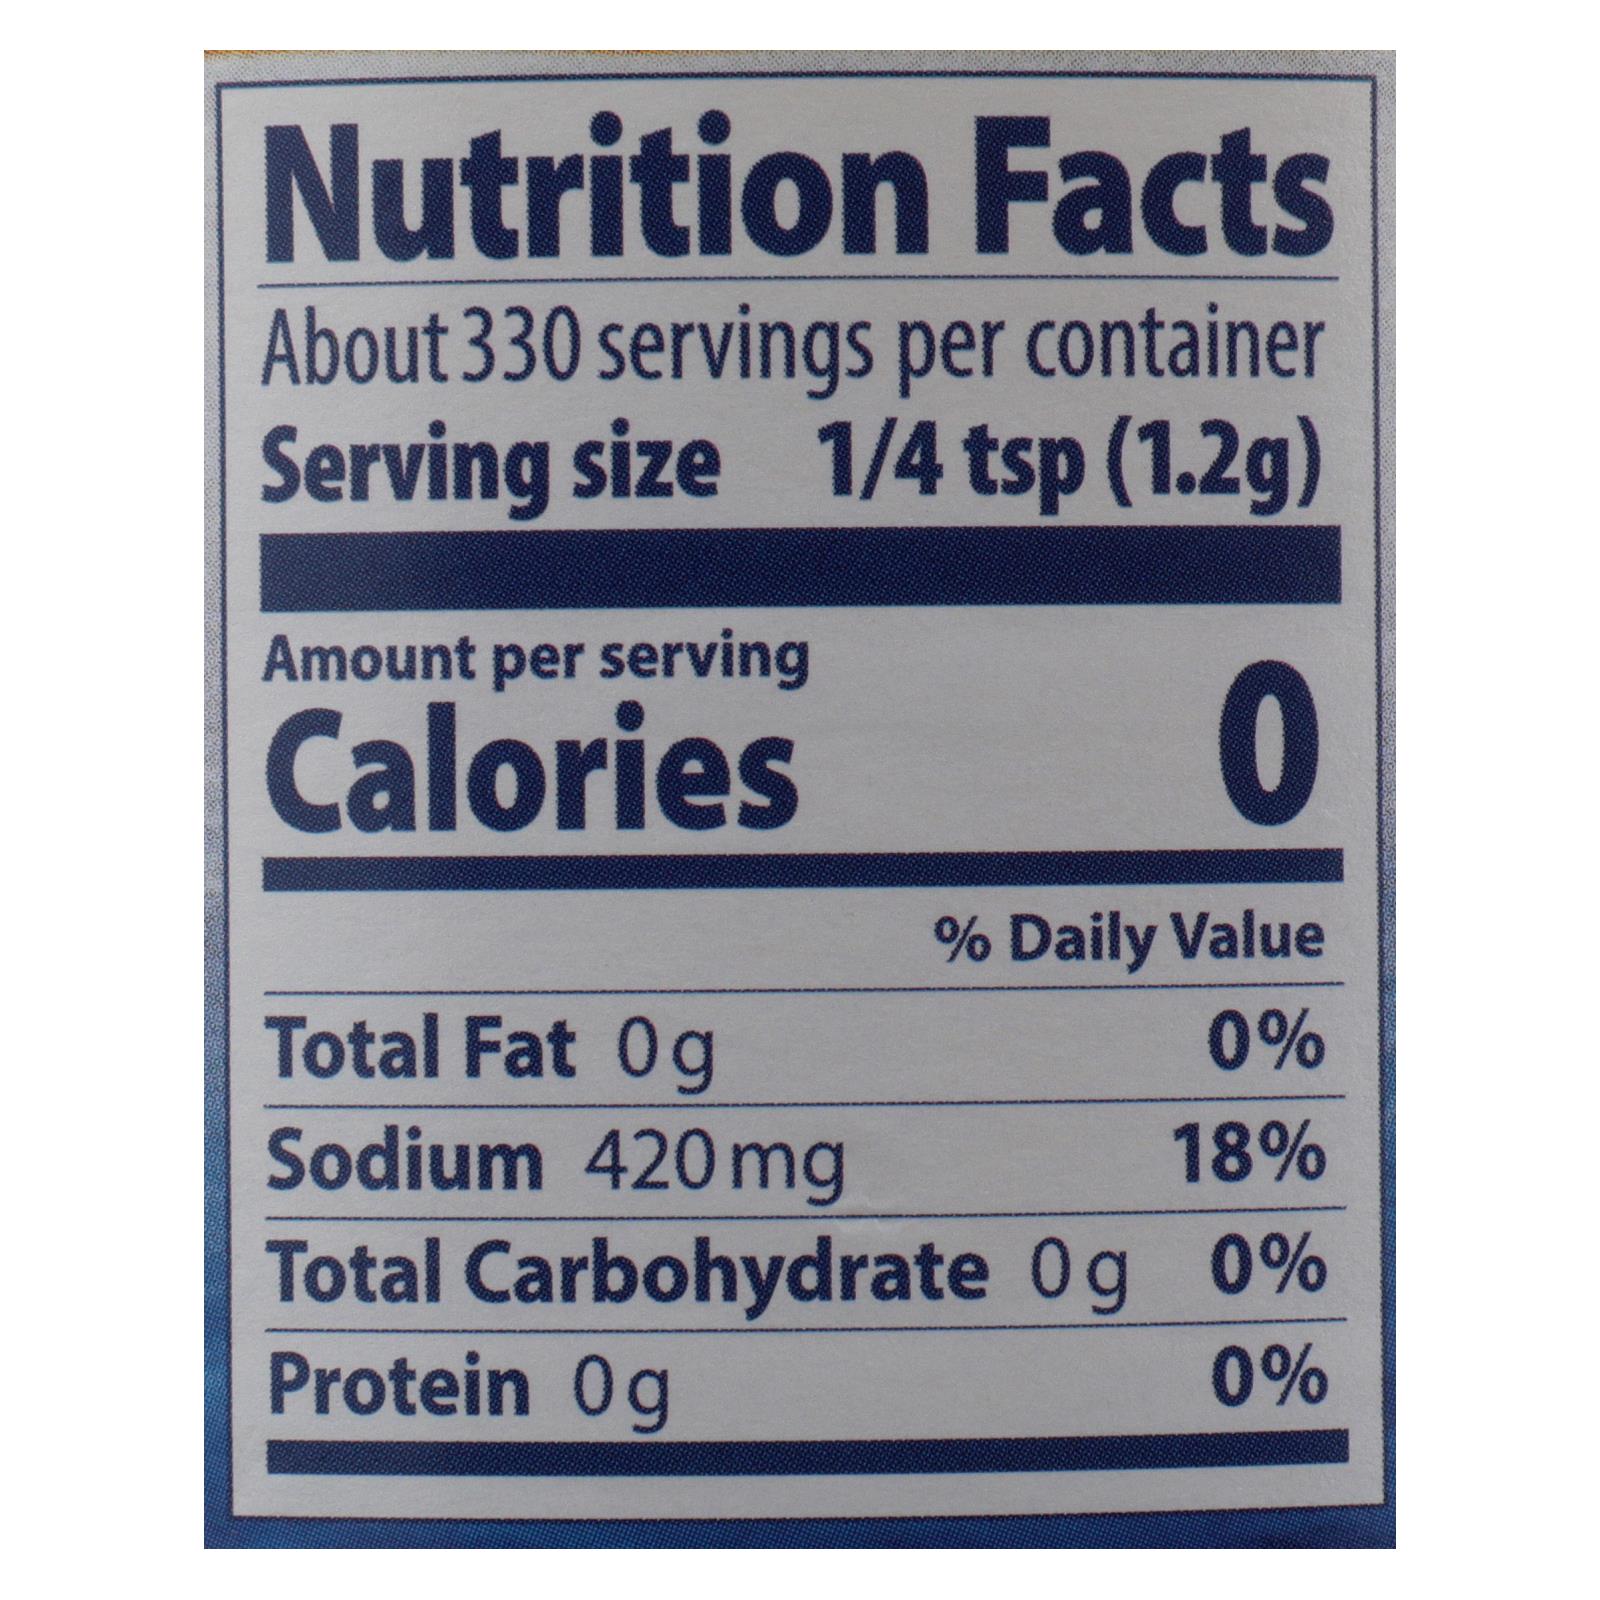 Nutrition Facts
About 330 servings per container
Serving size 1/4 tsp (1.2g)
Amount per serving
Calories 0
% Daily Value
Total Fat 0g 0%
Sodium 420mg 18%
Total Carbohydrate 0g 0%
Protein 0g 0%